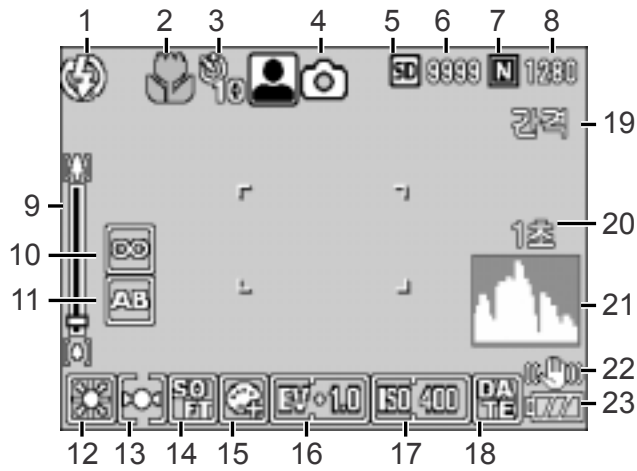 1 2 3 4 5 6 7 8
10 SD 9999 N 1280
간격 19
9
1초 20
10
11 AB
21
22
23
SO
FT
EV +1.0 ISO 400
DA
TE
12 13 14 15 16 17 18